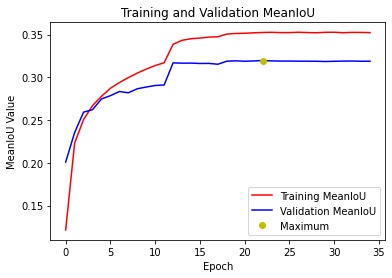 Training and Validation MeanIoU
MeanIoU Value
0.35
0.30
0.25
0.20
0.15
0 5 10 15 20 25 30 35
Epoch
Training MeanIoU
Validation MeanIoU
Maximum